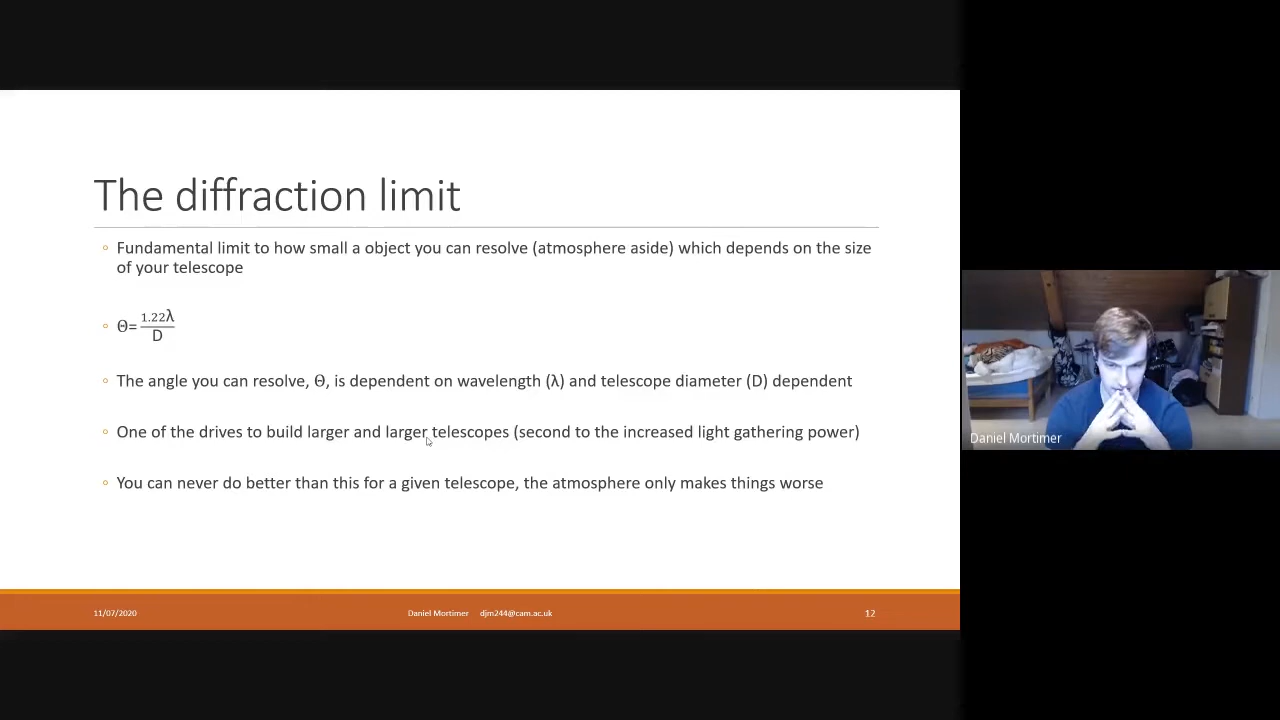 The diffraction limit
◦ Fundamental limit to how small a object you can resolve (atmosphere aside) which depends on the size
of your telescope
◦ Θ= 1.22λ
D
◦ The angle you can resolve, Θ, is dependent on wavelength (λ) and telescope diameter (D) dependent
◦ One of the drives to build larger and larger telescopes (second to the increased light gathering power)
◦ You can never do better than this for a given telescope, the atmosphere only makes things worse
11/07/2020 Daniel Mortimer djm244@cam.ac.uk 12
Daniel Mortimer